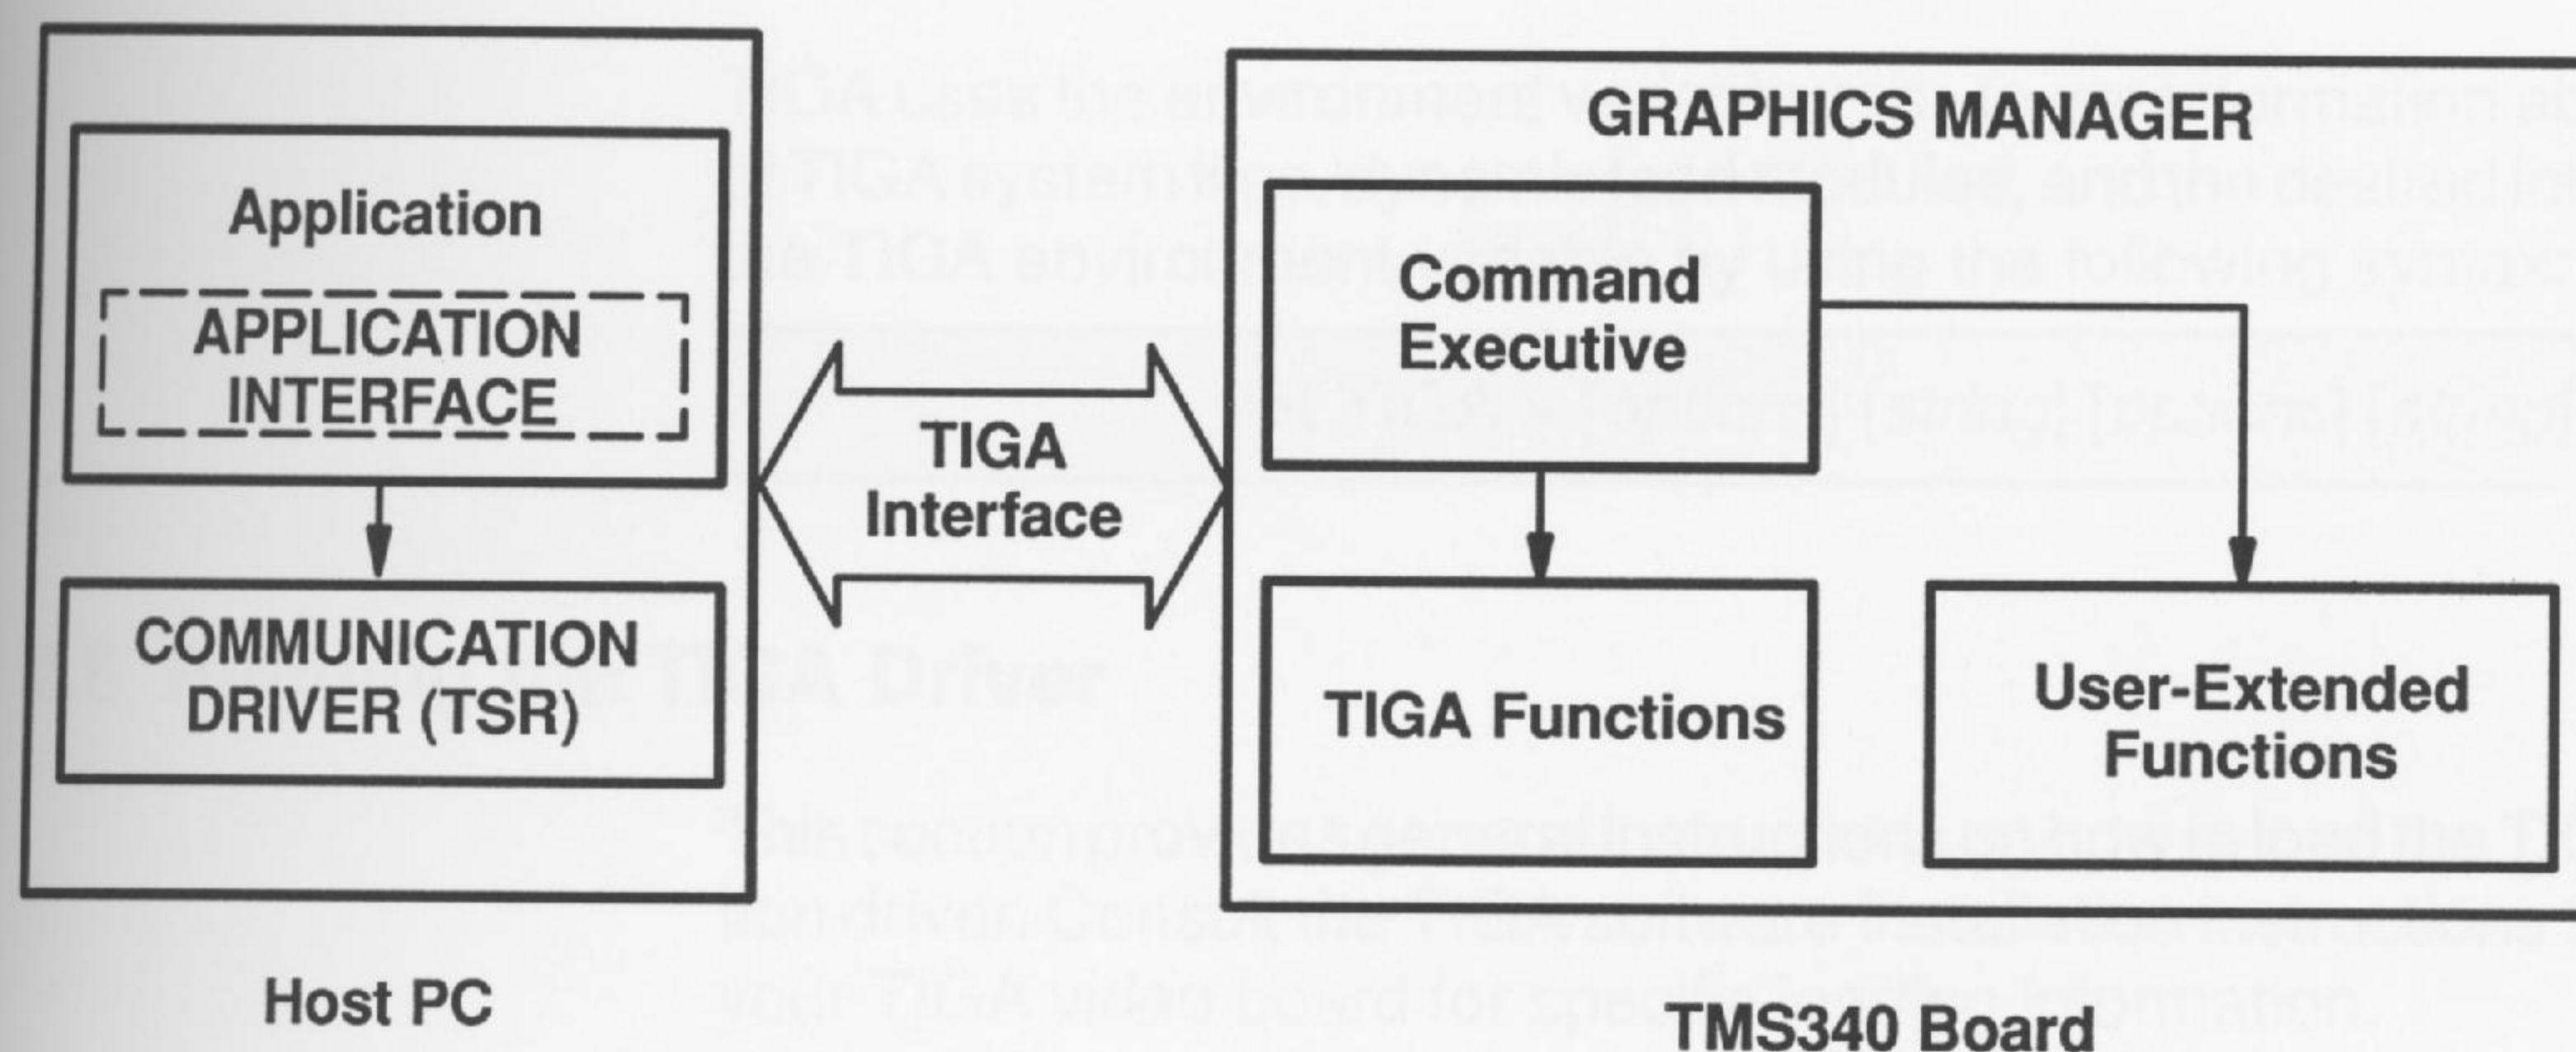 Application
APPLICATION
INTERFACE
COMMUNICATION
DRIVER (TSR)
Host PC
TIGA
Interface
GRAPHICS MANAGER
Command
Executive
TIGA Functions
User-Extended
Functions
TMS340 Board